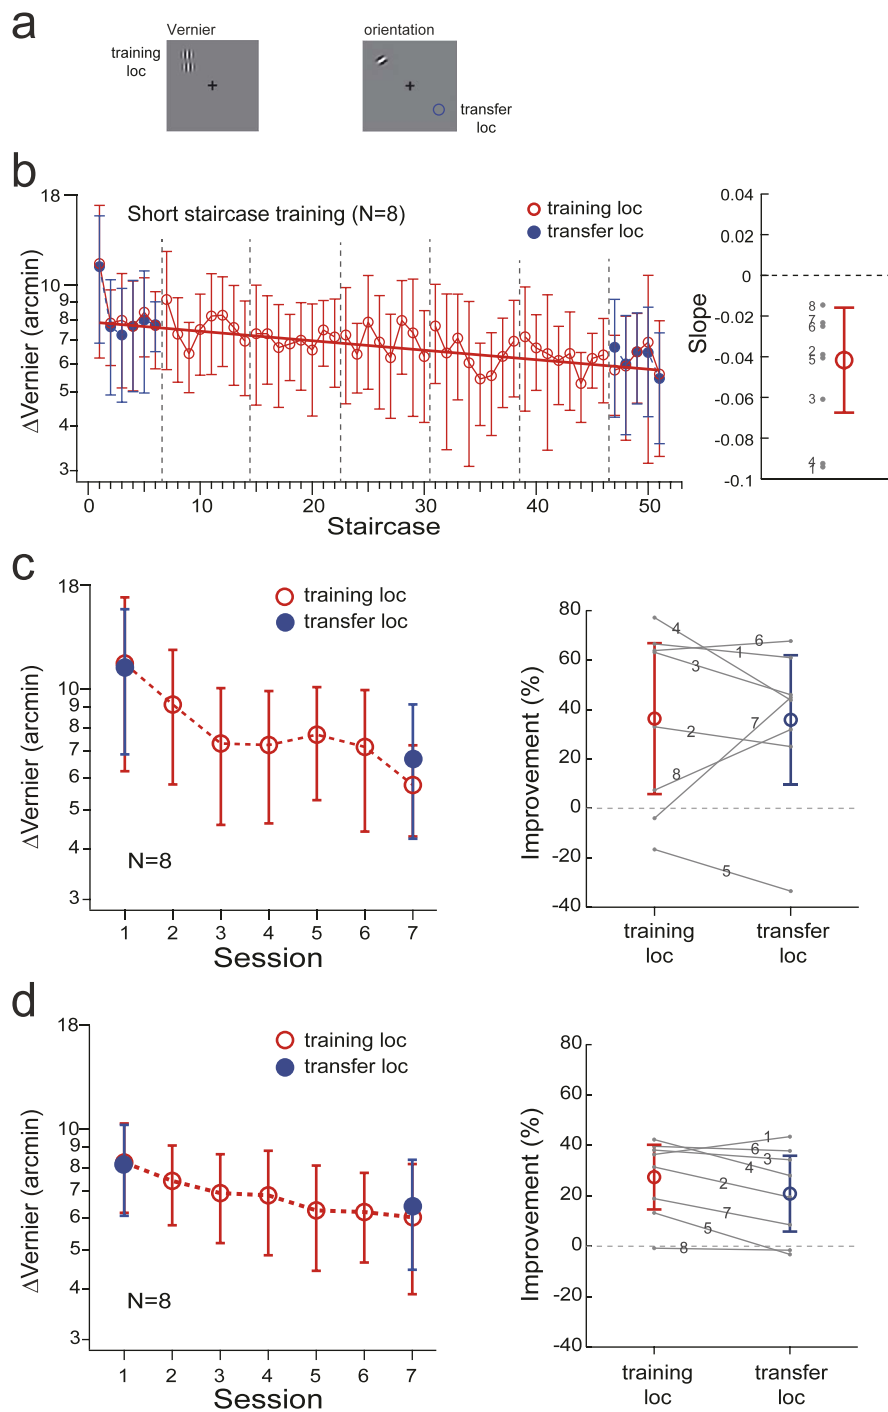 a
Vernier
orientation
training
loc
transfer
loc
b
Short staircase training (N=8)
training loc
transfer loc
ΔVernier (arcmin)
18
10
9
8
7
6
5
4
3
0
10
20
30
40
50
Staircase
Slope
0.04
0.02
0
-0.02
-0.04
-0.06
-0.08
-0.1
8
7
6
2
5
3
4
1
c
training loc
transfer loc
ΔVernier (arcmin)
18
10
9
8
7
6
5
4
3
N=8
1 2 3 4 5 6 7
Session
Improvement (%)
80
60
40
20
0
-20
-40
4
6
1
3
7
2
8
5
training
loc
transfer
loc
d
training loc
transfer loc
ΔVernier (arcmin)
18
10
9
8
7
6
5
4
3
N=8
1 2 3 4 5 6 7
Session
Improvement (%)
80
60
40
20
0
-20
-40
1
6
3
4
2
7
5
8
training
loc
transfer
loc